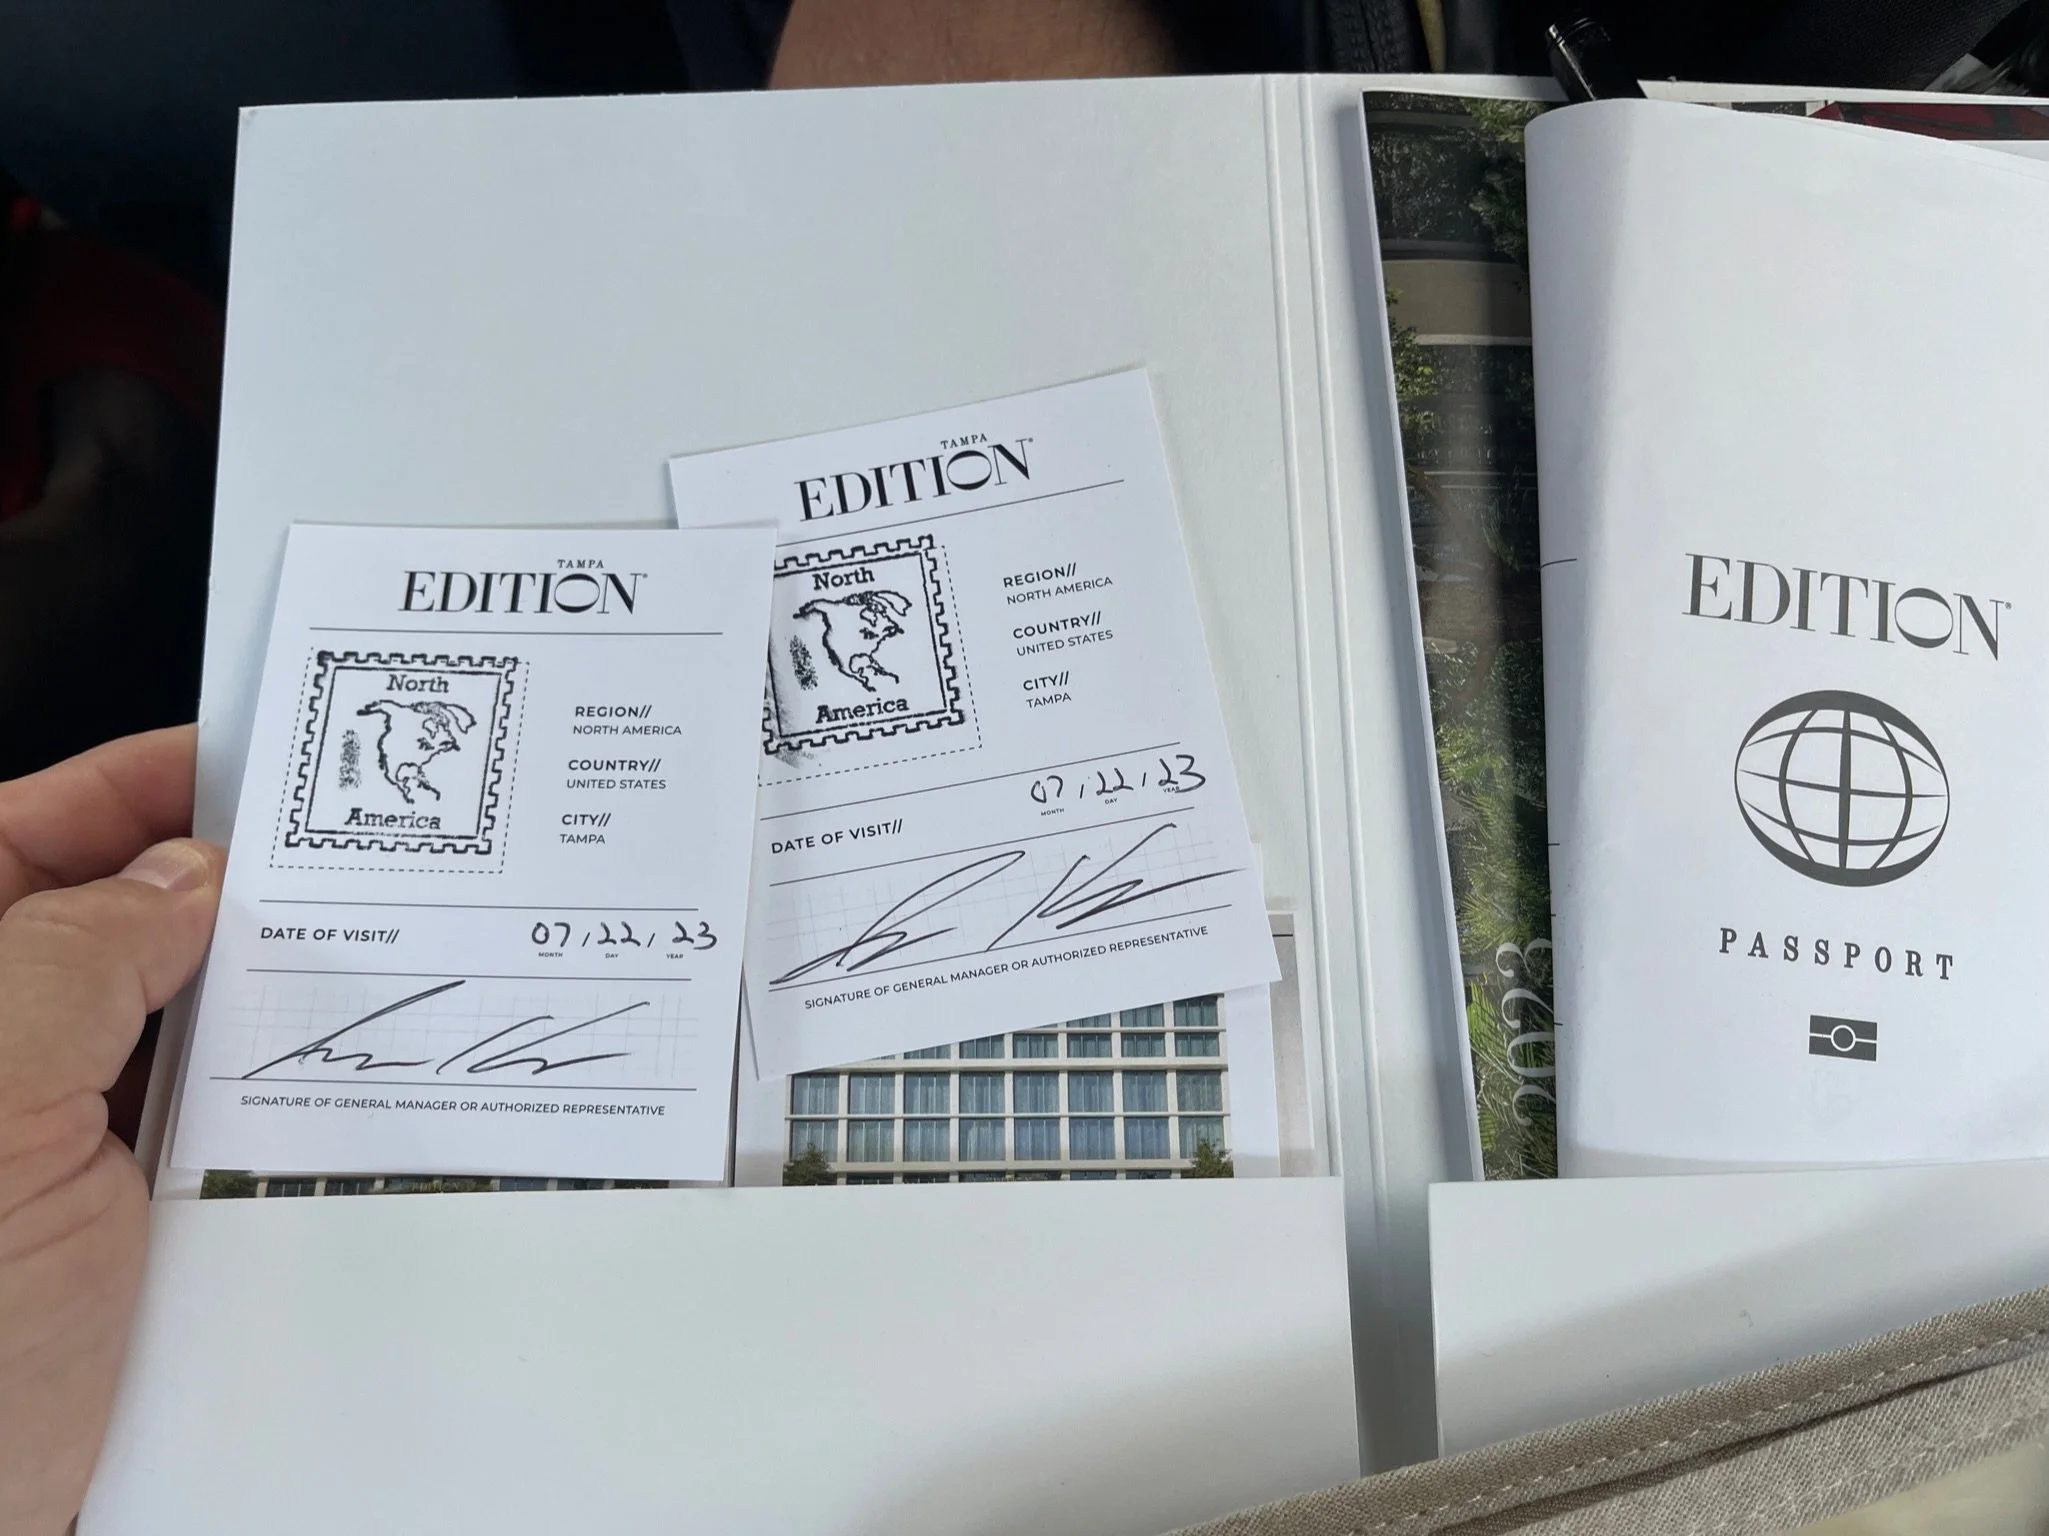 TAMPA
EDITION®
North
America
REGION//
NORTH AMERICA
COUNTRY//
UNITED STATES
CITY//
TAMPA
DATE OF VISIT//
07 / 22 / 23
MONTH DAY YEAR
SIGNATURE OF GENERAL MANAGER OR AUTHORIZED REPRESENTATIVE
TAMPA
EDITION®
North
America
REGION//
NORTH AMERICA
COUNTRY//
UNITED STATES
CITY//
TAMPA
07 / 22 / 23
MONTH DAY YEAR
DATE OF VISIT//
SIGNATURE OF GENERAL MANAGER OR AUTHORIZED REPRESENTATIVE
EDITION
2023
EDITION®
PASSPORT